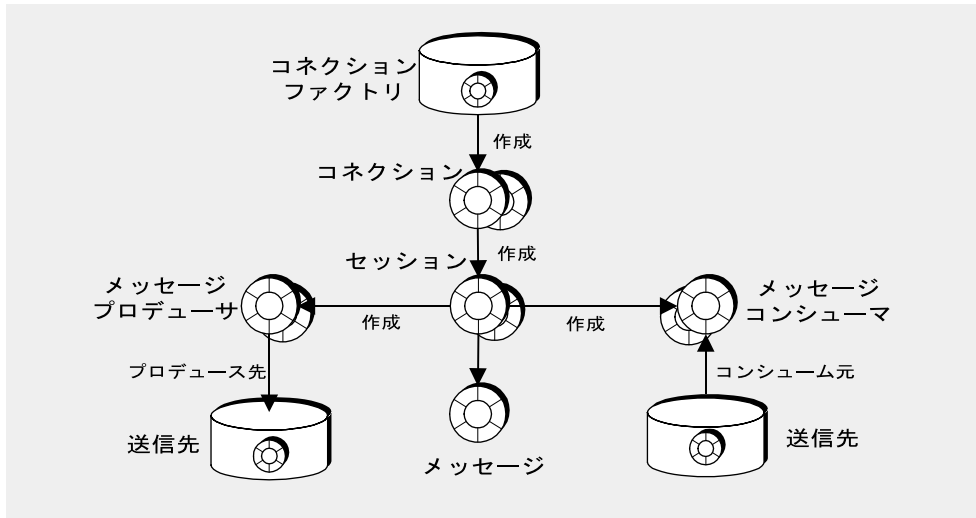 コネクション
ファクトリ
作成
コネクション
作成
セッション
メッセージ
プロデューサ
作成
作成
メッセージ
コンシューマ
プロデュース先
コンシューム元
送信先
送信先
メッセージ